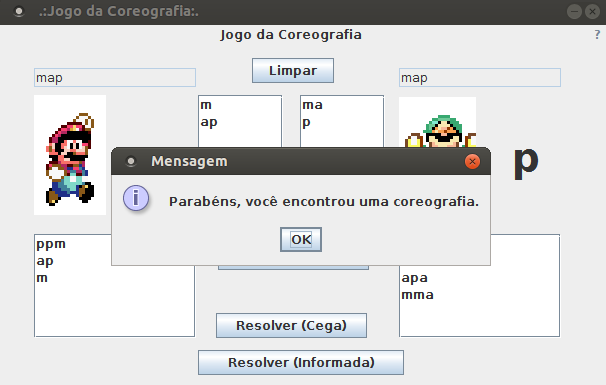 .:Jogo da Coreografia:.
Jogo da Coreografia
?
Limpar
map
map
m
ap
ma
p
p
Mensagem
Parabéns, você encontrou uma coreografia.
OK
ppm
ap
m
apa
mma
Resolver (Cega)
Resolver (Informada)